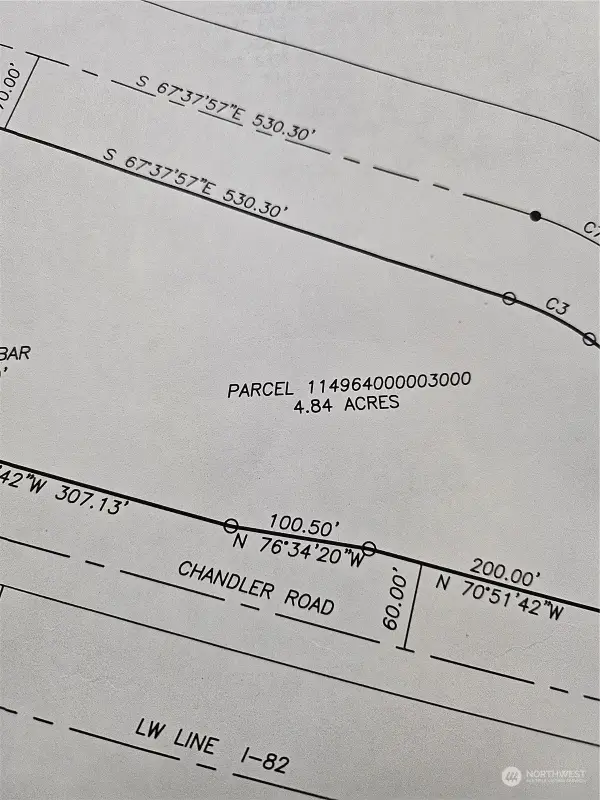 70.00'
S 67°37'57"E 530.30'
S 67°37'57"E 530.30'
C7
C3
BAR
'
PARCEL 114964000003000
4.84 ACRES
'42"W 307.13'
100.50'
N 76°34'20"W
200.00'
N 70°51'42"W
60.00'
CHANDLER ROAD
LW LINE I-82
NORTHWEST